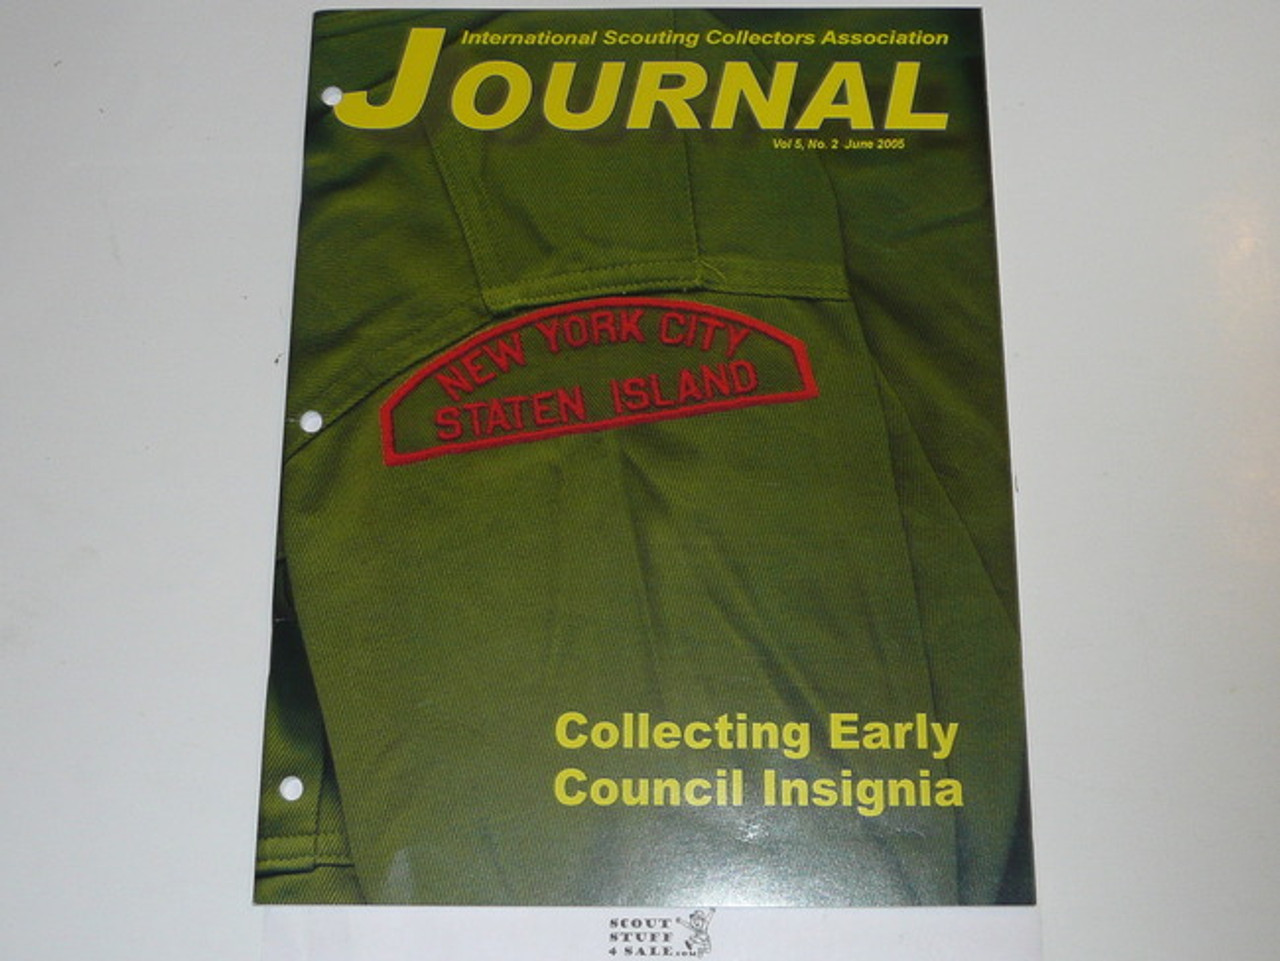 International Scouting Collectors Association
JOURNAL
Vol 5, No. 2 June 2005
NEW YORK CITY
STATEN ISLAND
Collecting Early
Council Insignia
SCOUT
STUFF
4 SALE.com